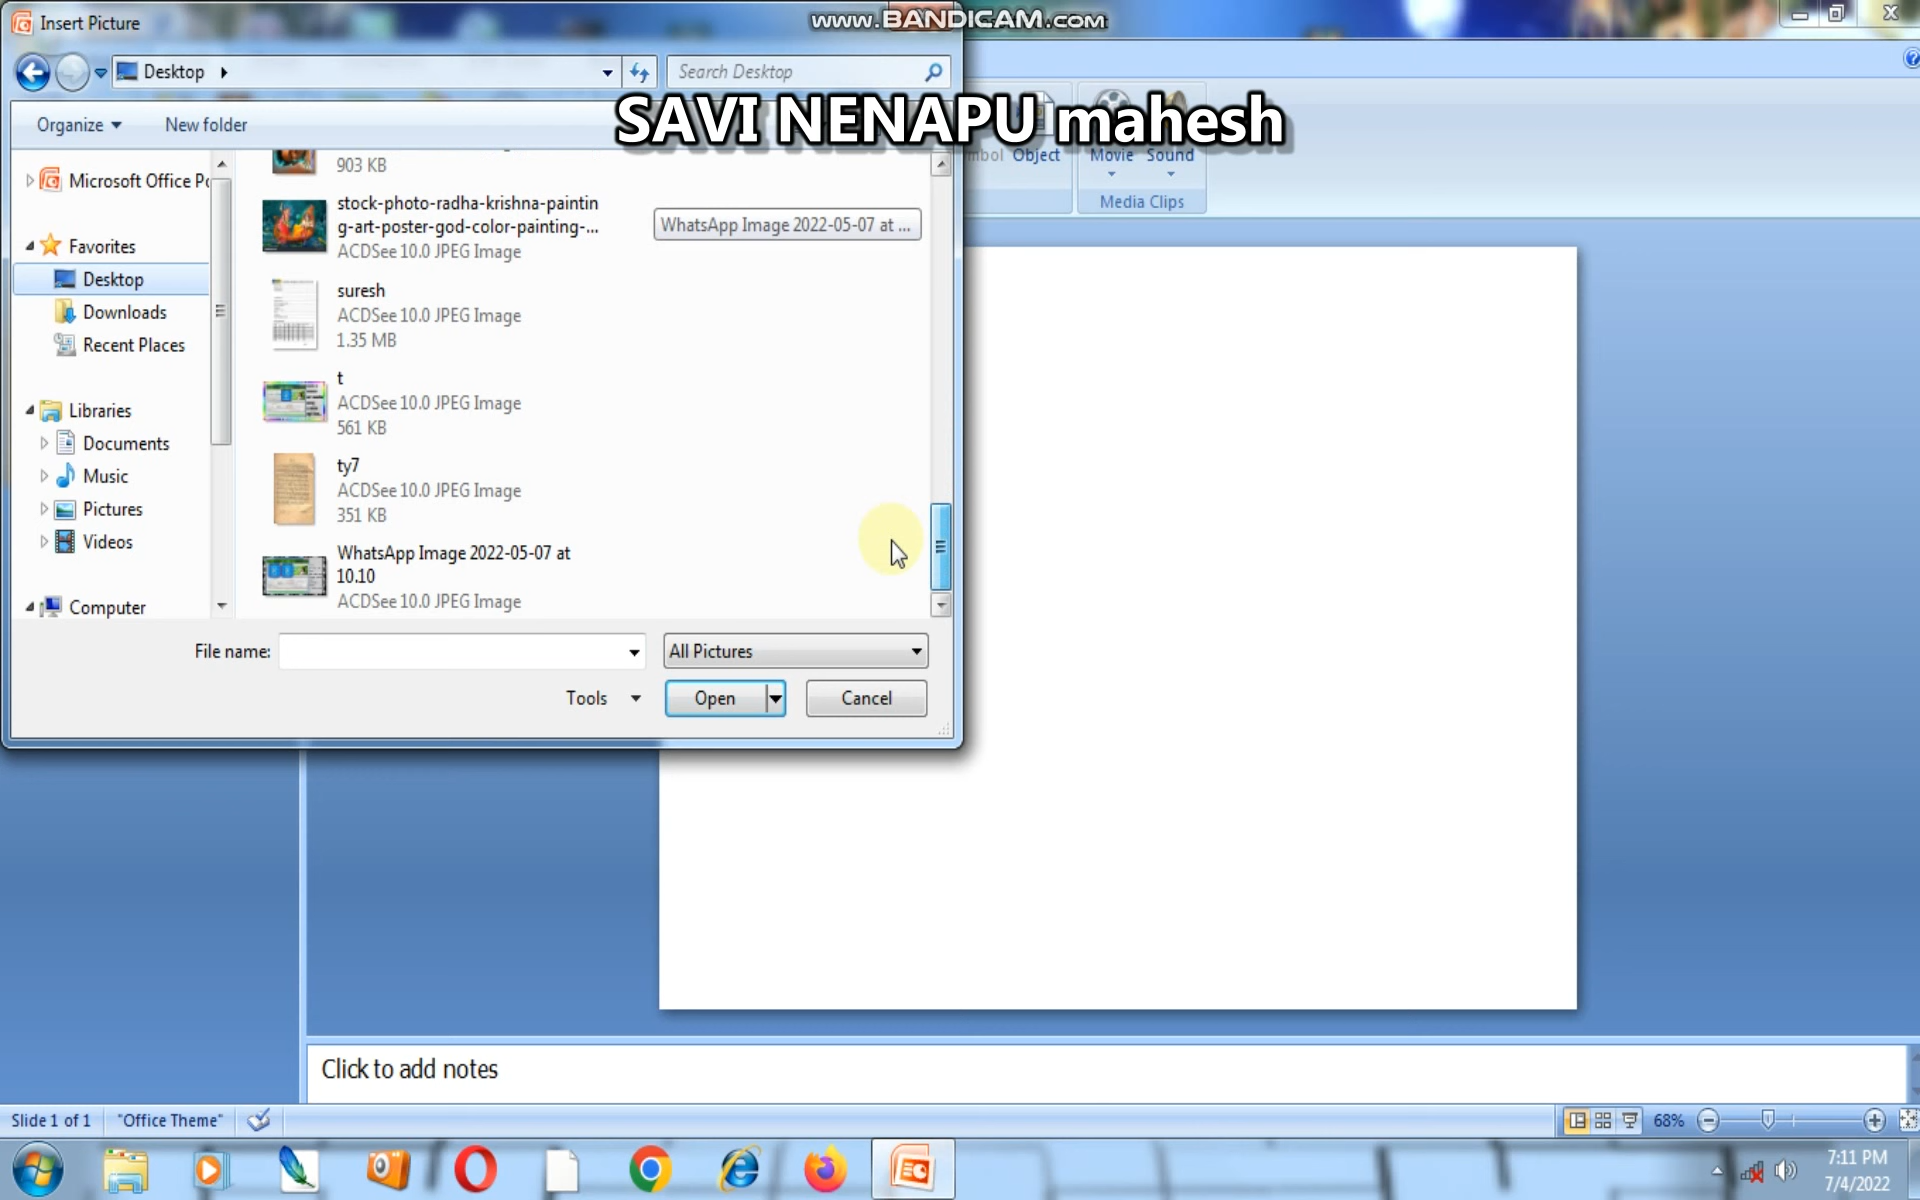 Insert Picture
www.BANDICAM.com
Desktop
Search Desktop
SAVI NENAPU mahesh
Organize
New folder
Object
Movie
Sound
Media Clips
Microsoft Office Po
903 KB
stock-photo-radha-krishna-paintin
g-art-poster-god-color-painting-...
ACDSee 10.0 JPEG Image
WhatsApp Image 2022-05-07 at ...
Favorites
Desktop
Downloads
Recent Places
suresh
ACDSee 10.0 JPEG Image
1.35 MB
t
ACDSee 10.0 JPEG Image
561 KB
Libraries
Documents
Music
Pictures
Videos
ty7
ACDSee 10.0 JPEG Image
351 KB
WhatsApp Image 2022-05-07 at
10.10
ACDSee 10.0 JPEG Image
Computer
File name:
All Pictures
Tools
Open
Cancel
Click to add notes
Slide 1 of 1
"Office Theme"
68%
7:11 PM
7/4/2022